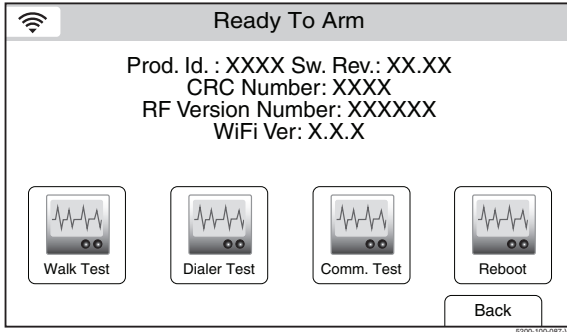 Ready To Arm
Prod. Id. : XXXX Sw. Rev.: XX.XX
CRC Number: XXXX
RF Version Number: XXXXXX
WiFi Ver: X.X.X
Walk Test Dialer Test Comm. Test Reboot
Back